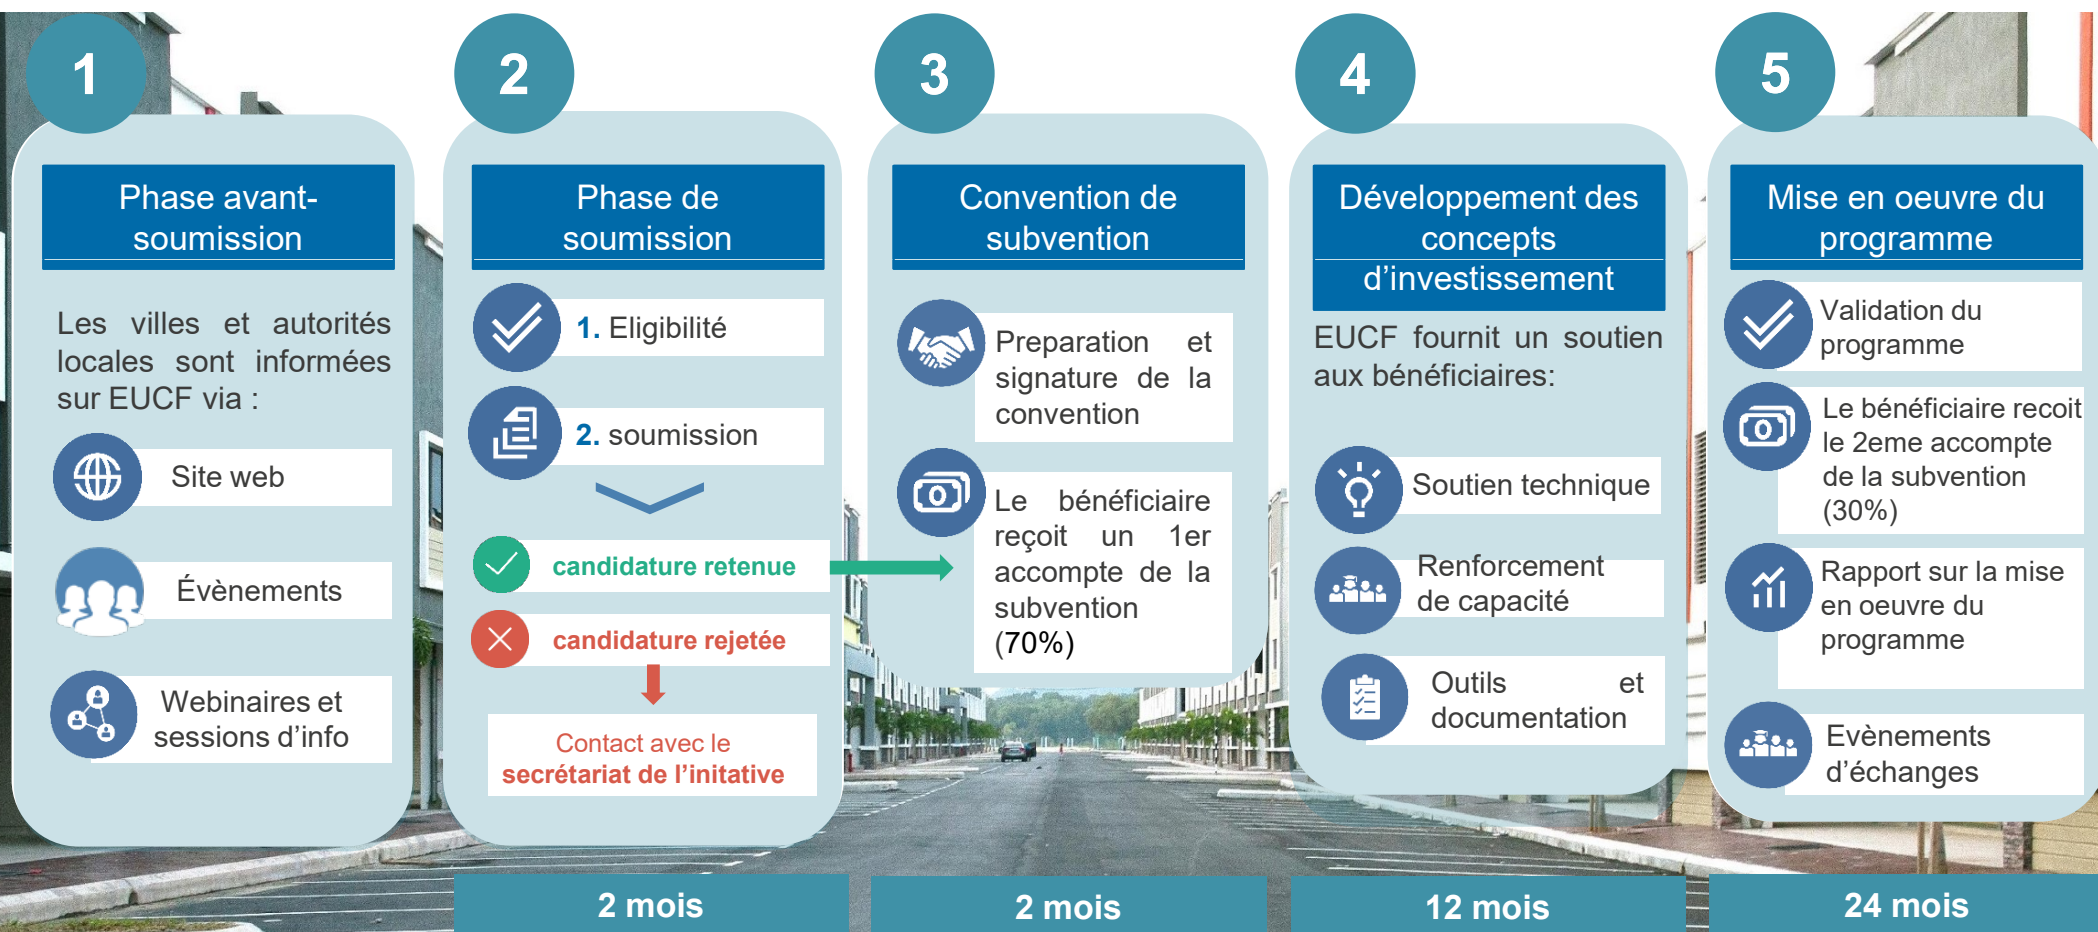 1
Phase avant-
soumission
Les villes et autorités
locales sont informées
sur EUCF via :
Site web
Évènements
Webinaires et
sessions d’info
2
Phase de
soumission
1. Eligibilité
2. soumission
candidature retenue
candidature rejetée
Contact avec le
secrétariat de l’initative
2 mois
3
Convention de
subvention
Preparation et
signature de la
convention
Le bénéficiaire
reçoit un 1er
accompte de la
subvention
(70%)
2 mois
4
Développement des
concepts
d’investissement
EUCF fournit un soutien
aux bénéficiaires:
Soutien technique
Renforcement
de capacité
Outils et
documentation
12 mois
5
Mise en oeuvre du
programme
Validation du
programme
Le bénéficiaire recoit
le 2eme accompte
de la subvention
(30%)
Rapport sur la mise
en oeuvre du
programme
Evènements
d’échanges
24 mois